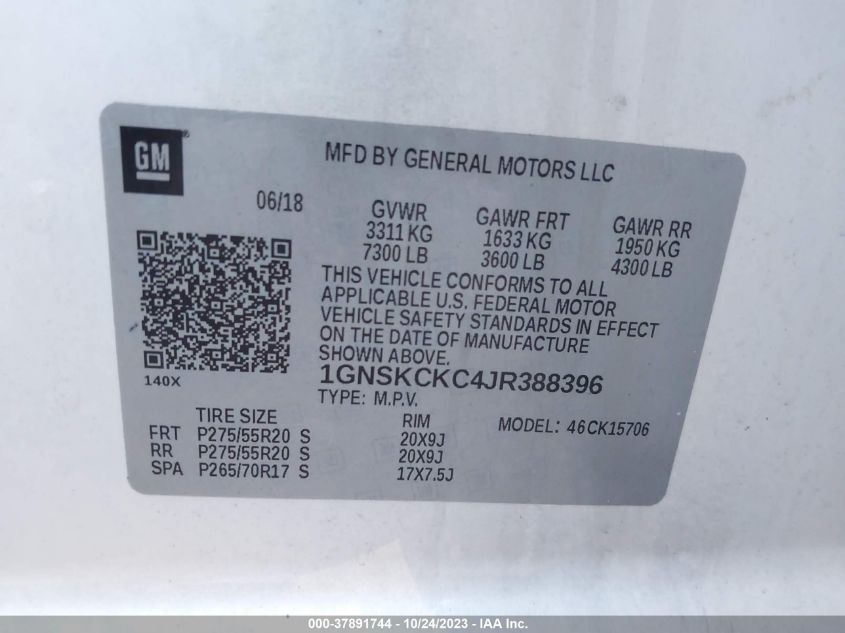 GM
®
MFD BY GENERAL MOTORS LLC
06/18
GVWR GAWR FRT GAWR RR
3311 KG 1633 KG 1950 KG
7300 LB 3600 LB 4300 LB
THIS VEHICLE CONFORMS TO ALL
APPLICABLE U.S. FEDERAL MOTOR
VEHICLE SAFETY STANDARDS IN EFFECT
ON THE DATE OF MANUFACTURE
SHOWN ABOVE.
140X
1GNSKCKC4JR388396
TYPE: M.P.V.
TIRE SIZE RIM MODEL: 46CK15706
FRT P275/55R20 S 20X9J
RR P275/55R20 S 20X9J
SPA P265/70R17 S 17X7.5J
000-37891744 - 10/24/2023 - IAA Inc.